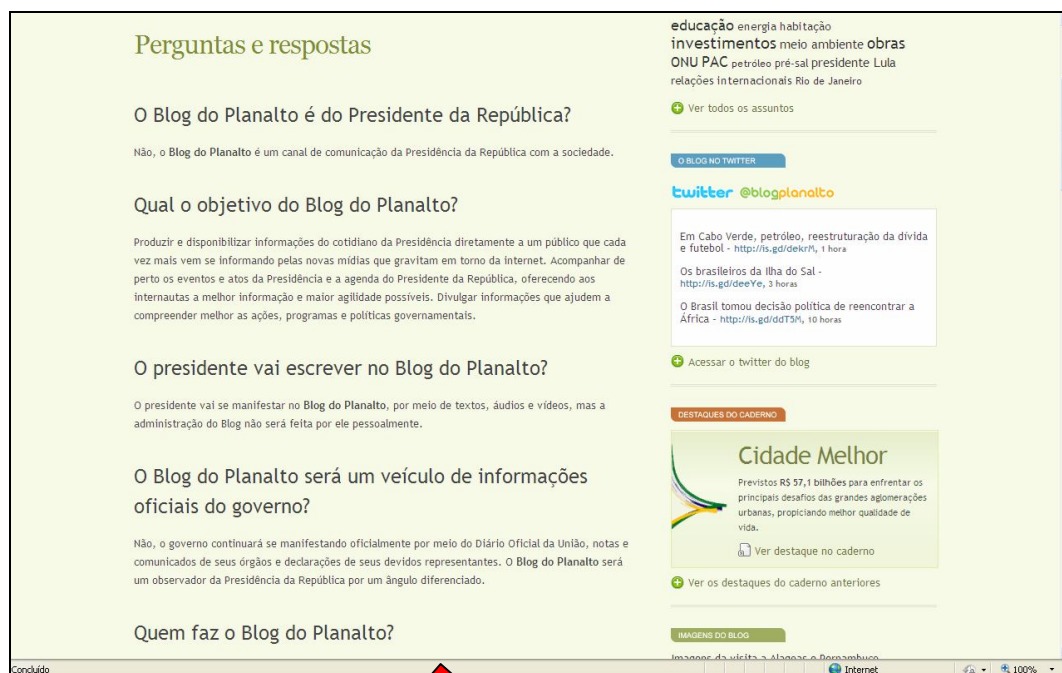 Perguntas e respostas
O Blog do Planalto é do Presidente da República?
Não, o Blog do Planalto é um canal de comunicação da Presidência da República com a sociedade.
Qual o objetivo do Blog do Planalto?
Produzir e disponibilizar informações do cotidiano da Presidência diretamente a um público que cada
vez mais vem se informando pelas novas mídias que gravitam em torno da internet. Acompanhar de
perto os eventos e atos da Presidência e a agenda do Presidente da República, oferecendo aos
internautas a melhor informação e maior agilidade possíveis. Divulgar informações que ajudem a
compreender melhor as ações, programas e políticas governamentais.
O presidente vai escrever no Blog do Planalto?
O presidente vai se manifestar no Blog do Planalto, por meio de textos, áudios e vídeos, mas a
administração do Blog não será feita por ele pessoalmente.
O Blog do Planalto será um veículo de informações
oficiais do governo?
Não, o governo continuará se manifestando oficialmente por meio do Diário Oficial da União, notas e
comunicados de seus órgãos e declarações de seus devidos representantes. O Blog do Planalto será
um observador da Presidência da República por um ângulo diferenciado.
Quem faz o Blog do Planalto?
educação energia habitação
investimentos meio ambiente obras
ONU PAC petróleo pré-sal presidente Lula
relações internacionais Rio de Janeiro
Ver todos os assuntos
O BLOG NO TWITTER
twitter @blogplanalto
Em Cabo Verde, petróleo, reestruturação da dívida
e futebol - http://is.gd/dekrM, 1 hora
Os brasileiros da Ilha do Sal -
http://is.gd/deeYe, 3 horas
O Brasil tomou decisão política de reencontrar a
África - http://is.gd/ddT5M, 10 horas
Acessar o twitter do blog
DESTAQUES DO CADERNO
Cidade Melhor
Previstos R$ 57,1 bilhões para enfrentar os
principais desafios das grandes aglomerações
urbanas, propiciando melhor qualidade de
vida.
Ver destaque no caderno
Ver os destaques do caderno anteriores
IMAGENS DO BLOG
Imagens da visita a Alagoas e Pernambuco
Concluído
Internet
100%